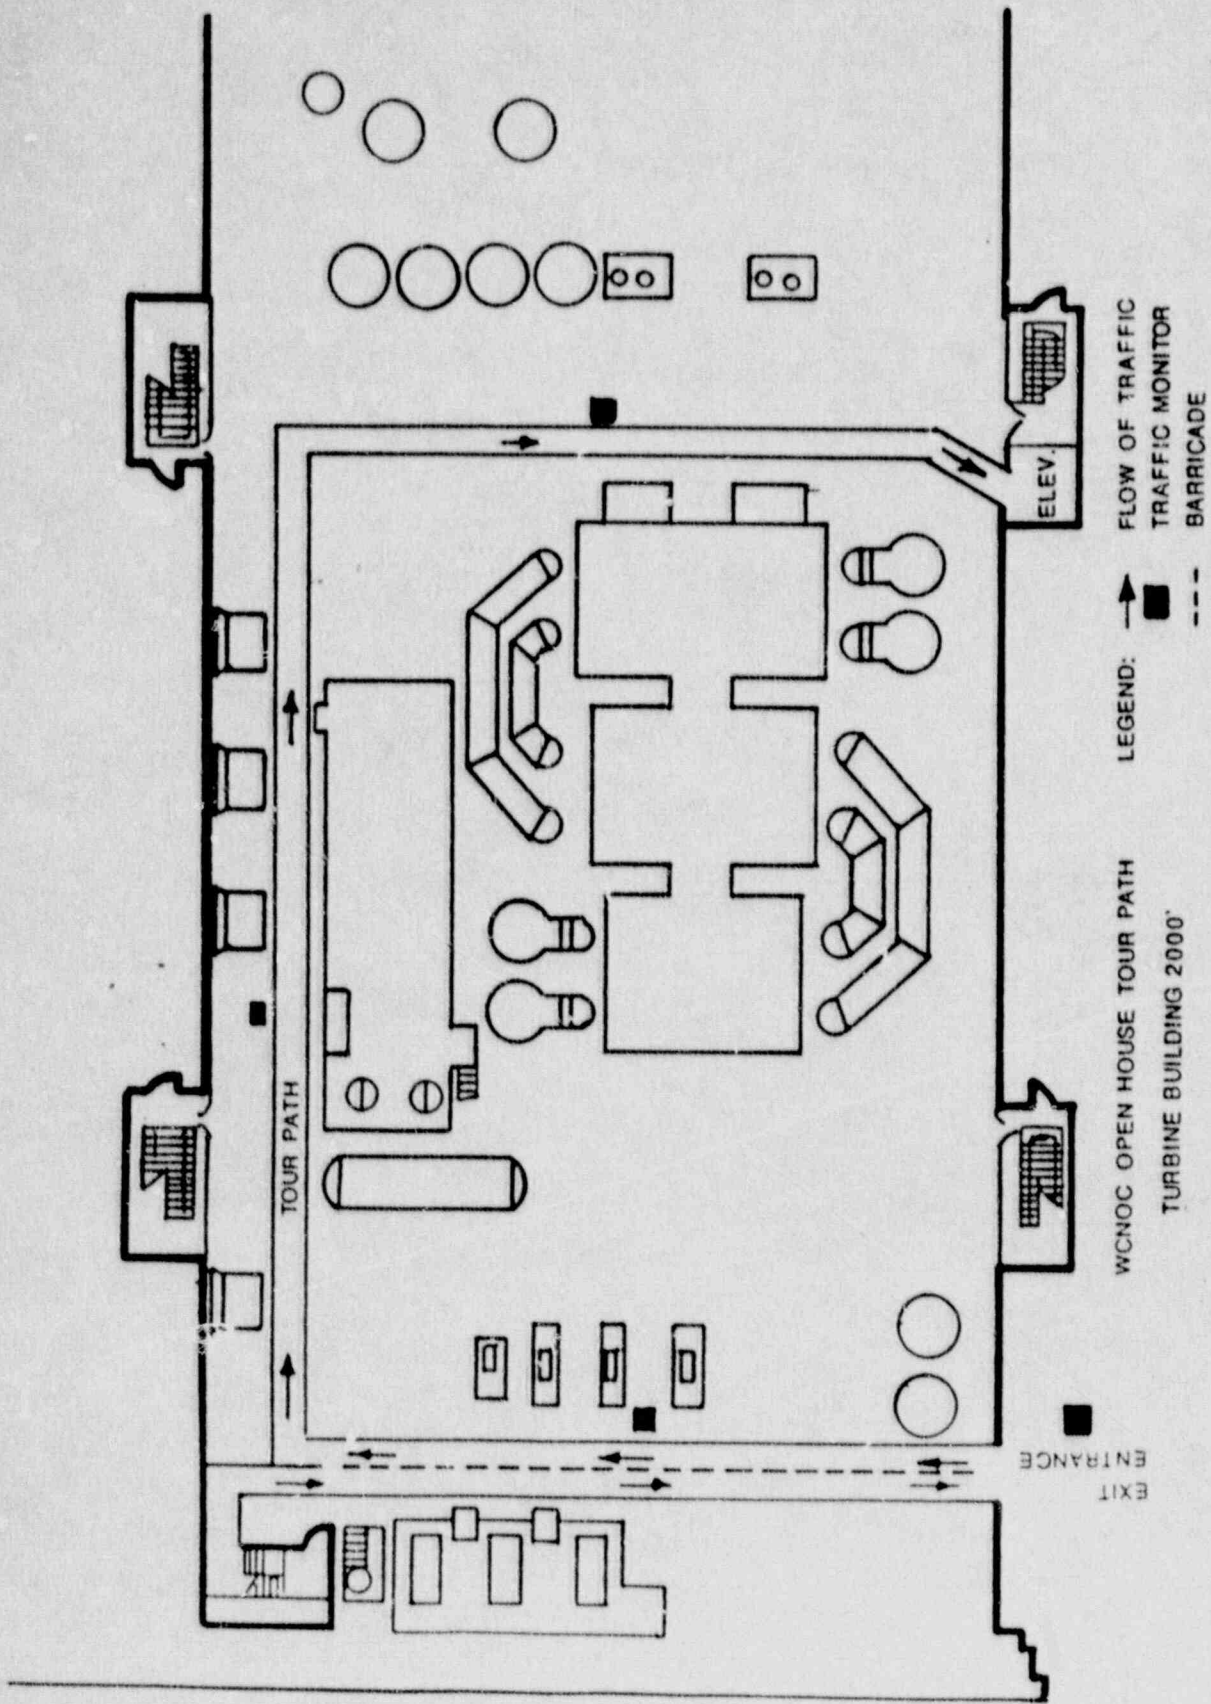 TOUR PATH
ELEV.
ENTRANCE
EXIT
WCNOC OPEN HOUSE TOUR PATH
TURBINE BUILDING 2000'
LEGEND:
FLOW OF TRAFFIC
TRAFFIC MONITOR
BARRICADE